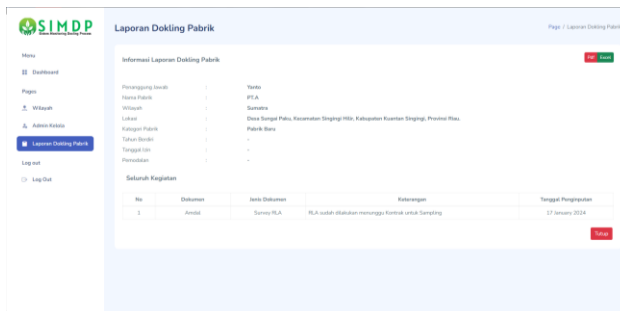 SIMDP
Sistem Monitoring Dokling Pabrik
Laporan Dokling Pabrik
Page / Laporan Dokling Pabrik
Menu
Dashboard
Pages
Wilayah
Admin Kelola
Laporan Dokling Pabrik
Log out
Log Out
Informasi Laporan Dokling Pabrik
Pdf Excel
Penanggung Jawab : Yanto
Nama Pabrik : PT.A
Wilayah : Sumatra
Lokasi : Desa Sungai Paku, Kecamatan Singingi Hilir, Kabupaten Kuantan Singingi, Provinsi Riau.
Kategori Pabrik : Pabrik Baru
Tahun Berdiri : -
Tanggal Izin : -
Pemodalan : -
Seluruh Kegiatan
No Dokumen Jenis Dokumen Keterangan Tanggal Penginputan
1 Amdal Survey RLA RLA sudah dilakukan menunggu Kontrak untuk Sampling 17 January 2024
Tutup